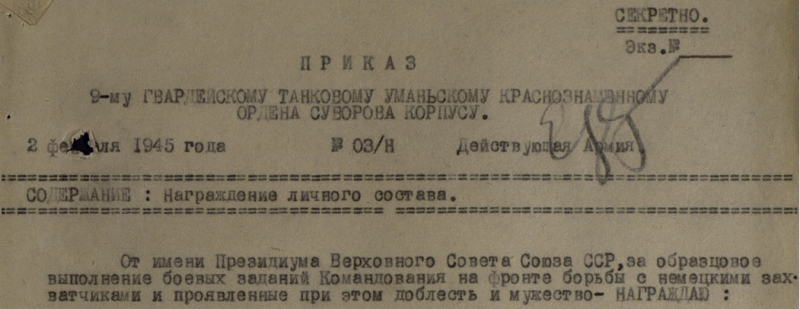 СЕКРЕТНО.
Экз.№
ПРИКАЗ
9-му ГВАРДЕЙСКОМУ ТАНКОВОМУ УМАНЬСКОМУ КРАСНОЗНАМЕННОМУ
ОРДЕНА СУВОРОВА КОРПУСУ.
2 февраля 1945 года № 03/Н Действующая Армия
СОДЕРЖАНИЕ : Награждение личного состава.
От имени Президиума Верховного Совета Союза ССР,за образцовое
выполнение боевых заданий Командования на фронте борьбы с немецкими зах-
ватчиками и проявленные при этом доблесть и мужество- НАГРАЖДАЮ :